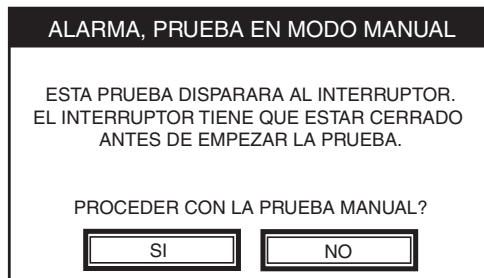 ALARMA, PRUEBA EN MODO MANUAL
ESTA PRUEBA DISPARARA AL INTERRUPTOR.
EL INTERRUPTOR TIENE QUE ESTAR CERRADO
ANTES DE EMPEZAR LA PRUEBA.
PROCEDER CON LA PRUEBA MANUAL?
SI NO